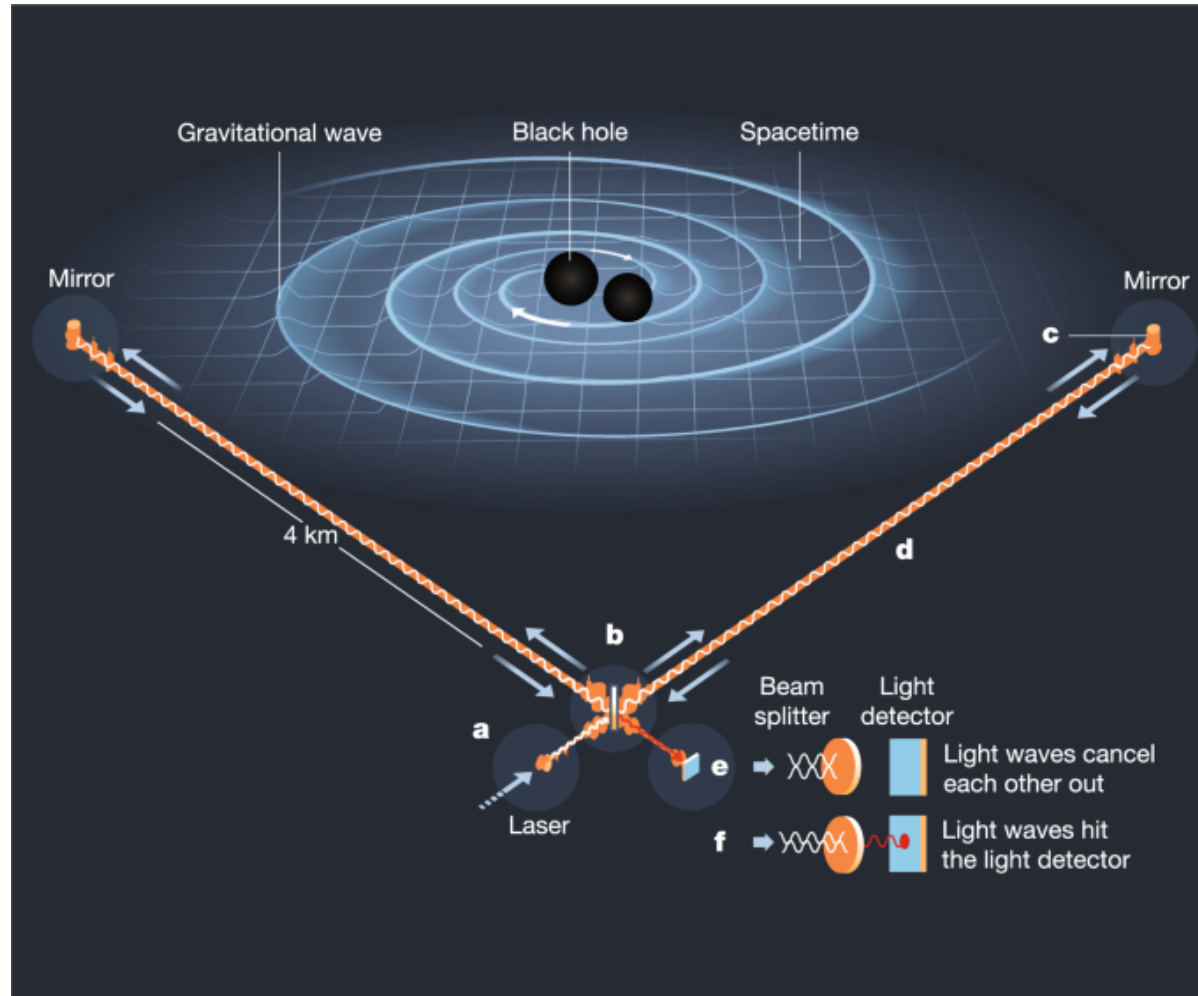 Gravitational wave
Black hole
Spacetime
Mirror
Mirror
c
4 km
d
b
a
Laser
Beam
splitter
Light
detector
e
Light waves cancel
each other out
f
Light waves hit
the light detector